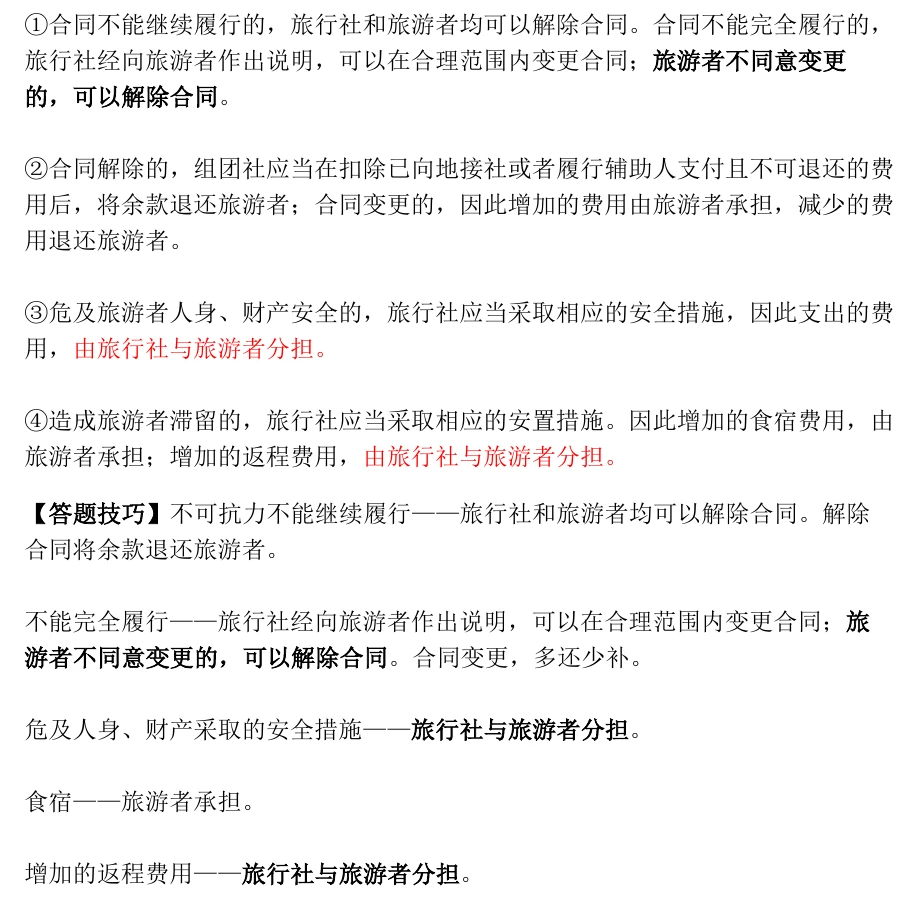 ①合同不能继续履行的，旅行社和旅游者均可以解除合同。合同不能完全履行的，
旅行社经向旅游者作出说明，可以在合理范围内变更合同；旅游者不同意变更
的，可以解除合同。
②合同解除的，组团社应当在扣除已向地接社或者履行辅助人支付且不可退还的费
用后，将余款退还旅游者；合同变更的，因此增加的费用由旅游者承担，减少的费
用退还旅游者。
③危及旅游者人身、财产安全的，旅行社应当采取相应的安全措施，因此支出的费
用，由旅行社与旅游者分担。
④造成旅游者滞留的，旅行社应当采取相应的安置措施。因此增加的食宿费用，由
旅游者承担；增加的返程费用，由旅行社与旅游者分担。
【答题技巧】不可抗力不能继续履行——旅行社和旅游者均可以解除合同。解除
合同将余款退还旅游者。
不能完全履行——旅行社经向旅游者作出说明，可以在合理范围内变更合同；旅
游者不同意变更的，可以解除合同。合同变更，多还少补。
危及人身、财产采取的安全措施——旅行社与旅游者分担。
食宿——旅游者承担。
增加的返程费用——旅行社与旅游者分担。